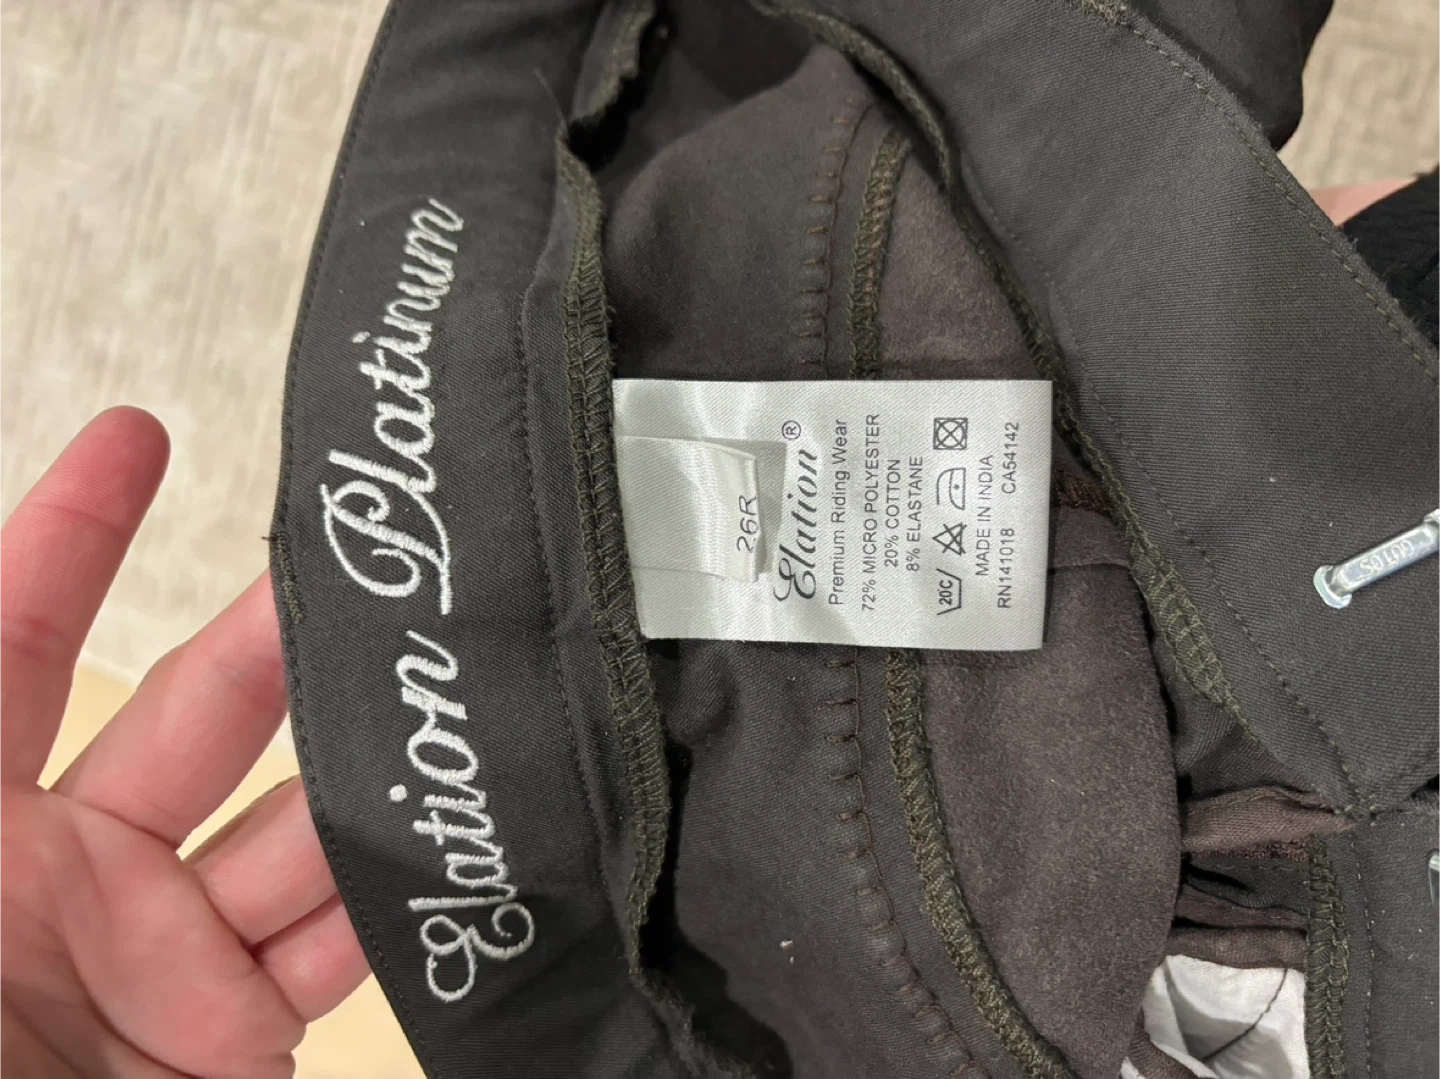 Elation Platinum
26R
Elation®
Premium Riding Wear
72% MICRO POLYESTER
20% COTTON
8% ELASTANE
20C
MADE IN INDIA
RN141018 CA54142